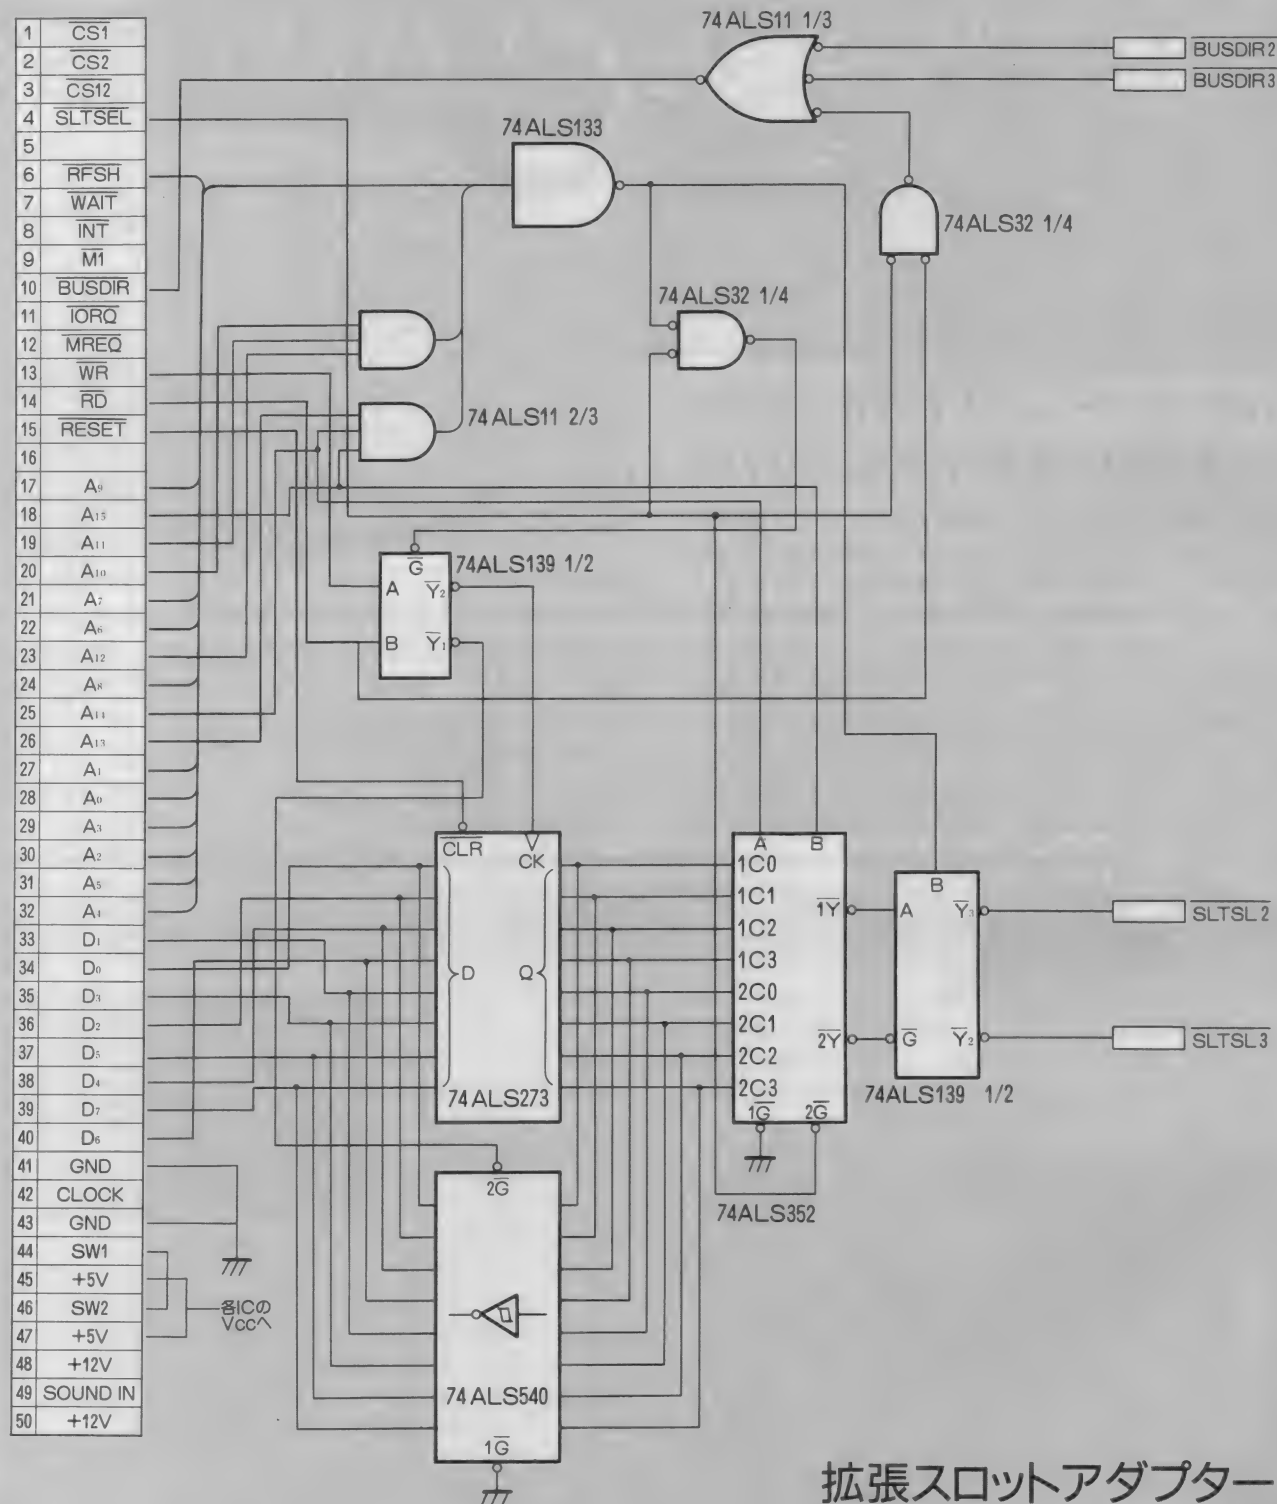 1 CS1
2 CS2
3 CS12
4 SLTSEL
5
6 RFSH
7 WAIT
8 INT
9 M1
10 BUSDIR
11 IORQ
12 MREQ
13 WR
14 RD
15 RESET
16
17 A9
18 A15
19 A11
20 A10
21 A7
22 A6
23 A12
24 A8
25 A14
26 A13
27 A1
28 A0
29 A3
30 A2
31 A5
32 A4
33 D1
34 D0
35 D3
36 D2
37 D5
38 D4
39 D7
40 D6
41 GND
42 CLOCK
43 GND
44 SW1
45 +5V
46 SW2
47 +5V
48 +12V
49 SOUND IN
50 +12V
各ICの
Vccへ
74ALS11 1/3
BUSDIR2
BUSDIR3
74ALS133
74ALS32 1/4
74ALS32 1/4
74ALS11 2/3
74ALS139 1/2
G
A Y2
B Y1
CLR CK
D Q
74ALS273
A B
1C0
1C1
1C2
1C3
2C0
2C1
2C2
2C3
1Y
2Y
1G 2G
74ALS352
B
A Y3
G Y2
74ALS139 1/2
SLTSL2
SLTSL3
2G
74ALS540
1G
拡張スロットアダプター